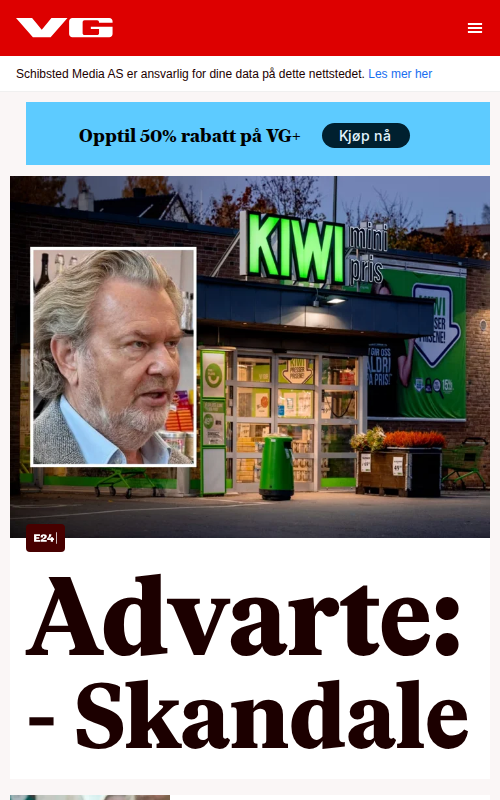 VG
Schibsted Media AS er ansvarlig for dine data på dette nettstedet. Les mer her
Opptil 50% rabatt på VG+
Kjøp nå
KIWI mini
pris
KIWI
E24
Advarte:
- Skandale